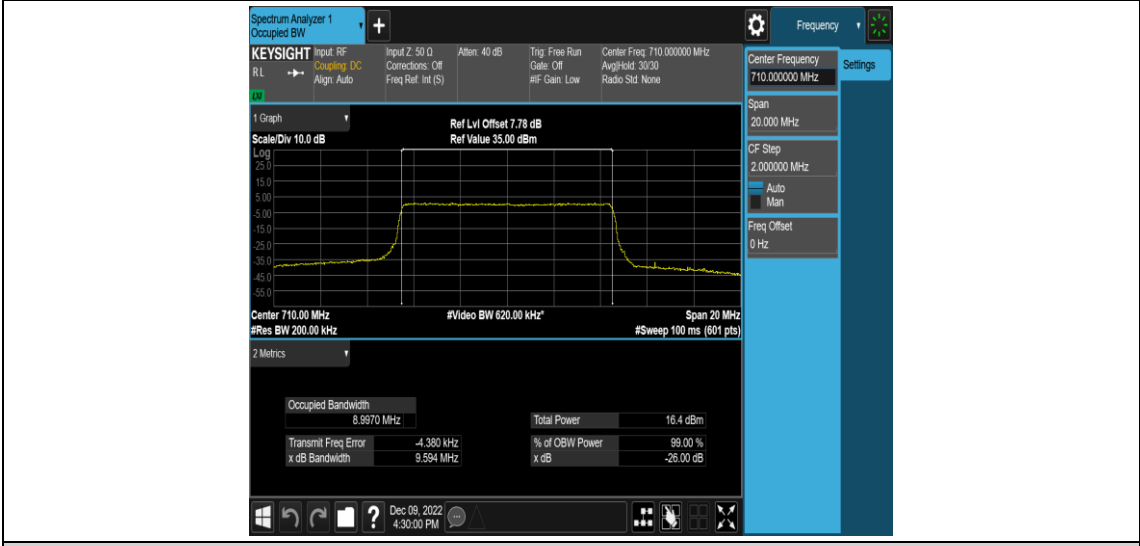 Spectrum Analyzer 1
Occupied BW
+
Frequency
KEYSIGHT
RL
LXI
Input: RF
Coupling: DC
Align: Auto
Input Z: 50 Ω
Corrections: Off
Freq Ref: Int (S)
Atten: 40 dB
Trig: Free Run
Gate: Off
#IF Gain: Low
Center Freq: 710.000000 MHz
Avg|Hold: 30/30
Radio Std: None
Center Frequency
710.000000 MHz
Settings
Span
20.000 MHz
CF Step
2.000000 MHz
Auto
Man
Freq Offset
0 Hz
1 Graph
Ref Lvl Offset 7.78 dB
Scale/Div 10.0 dB
Ref Value 35.00 dBm
Log
25.0
15.0
5.00
-5.00
-15.0
-25.0
-35.0
-45.0
-55.0
Center 710.00 MHz
#Video BW 620.00 kHz*
Span 20 MHz
#Res BW 200.00 kHz
#Sweep 100 ms (601 pts)
2 Metrics
Occupied Bandwidth
8.9970 MHz
Total Power 16.4 dBm
Transmit Freq Error -4.380 kHz
% of OBW Power 99.00 %
x dB Bandwidth 9.594 MHz
x dB -26.00 dB
?
Dec 09, 2022
4:30:00 PM